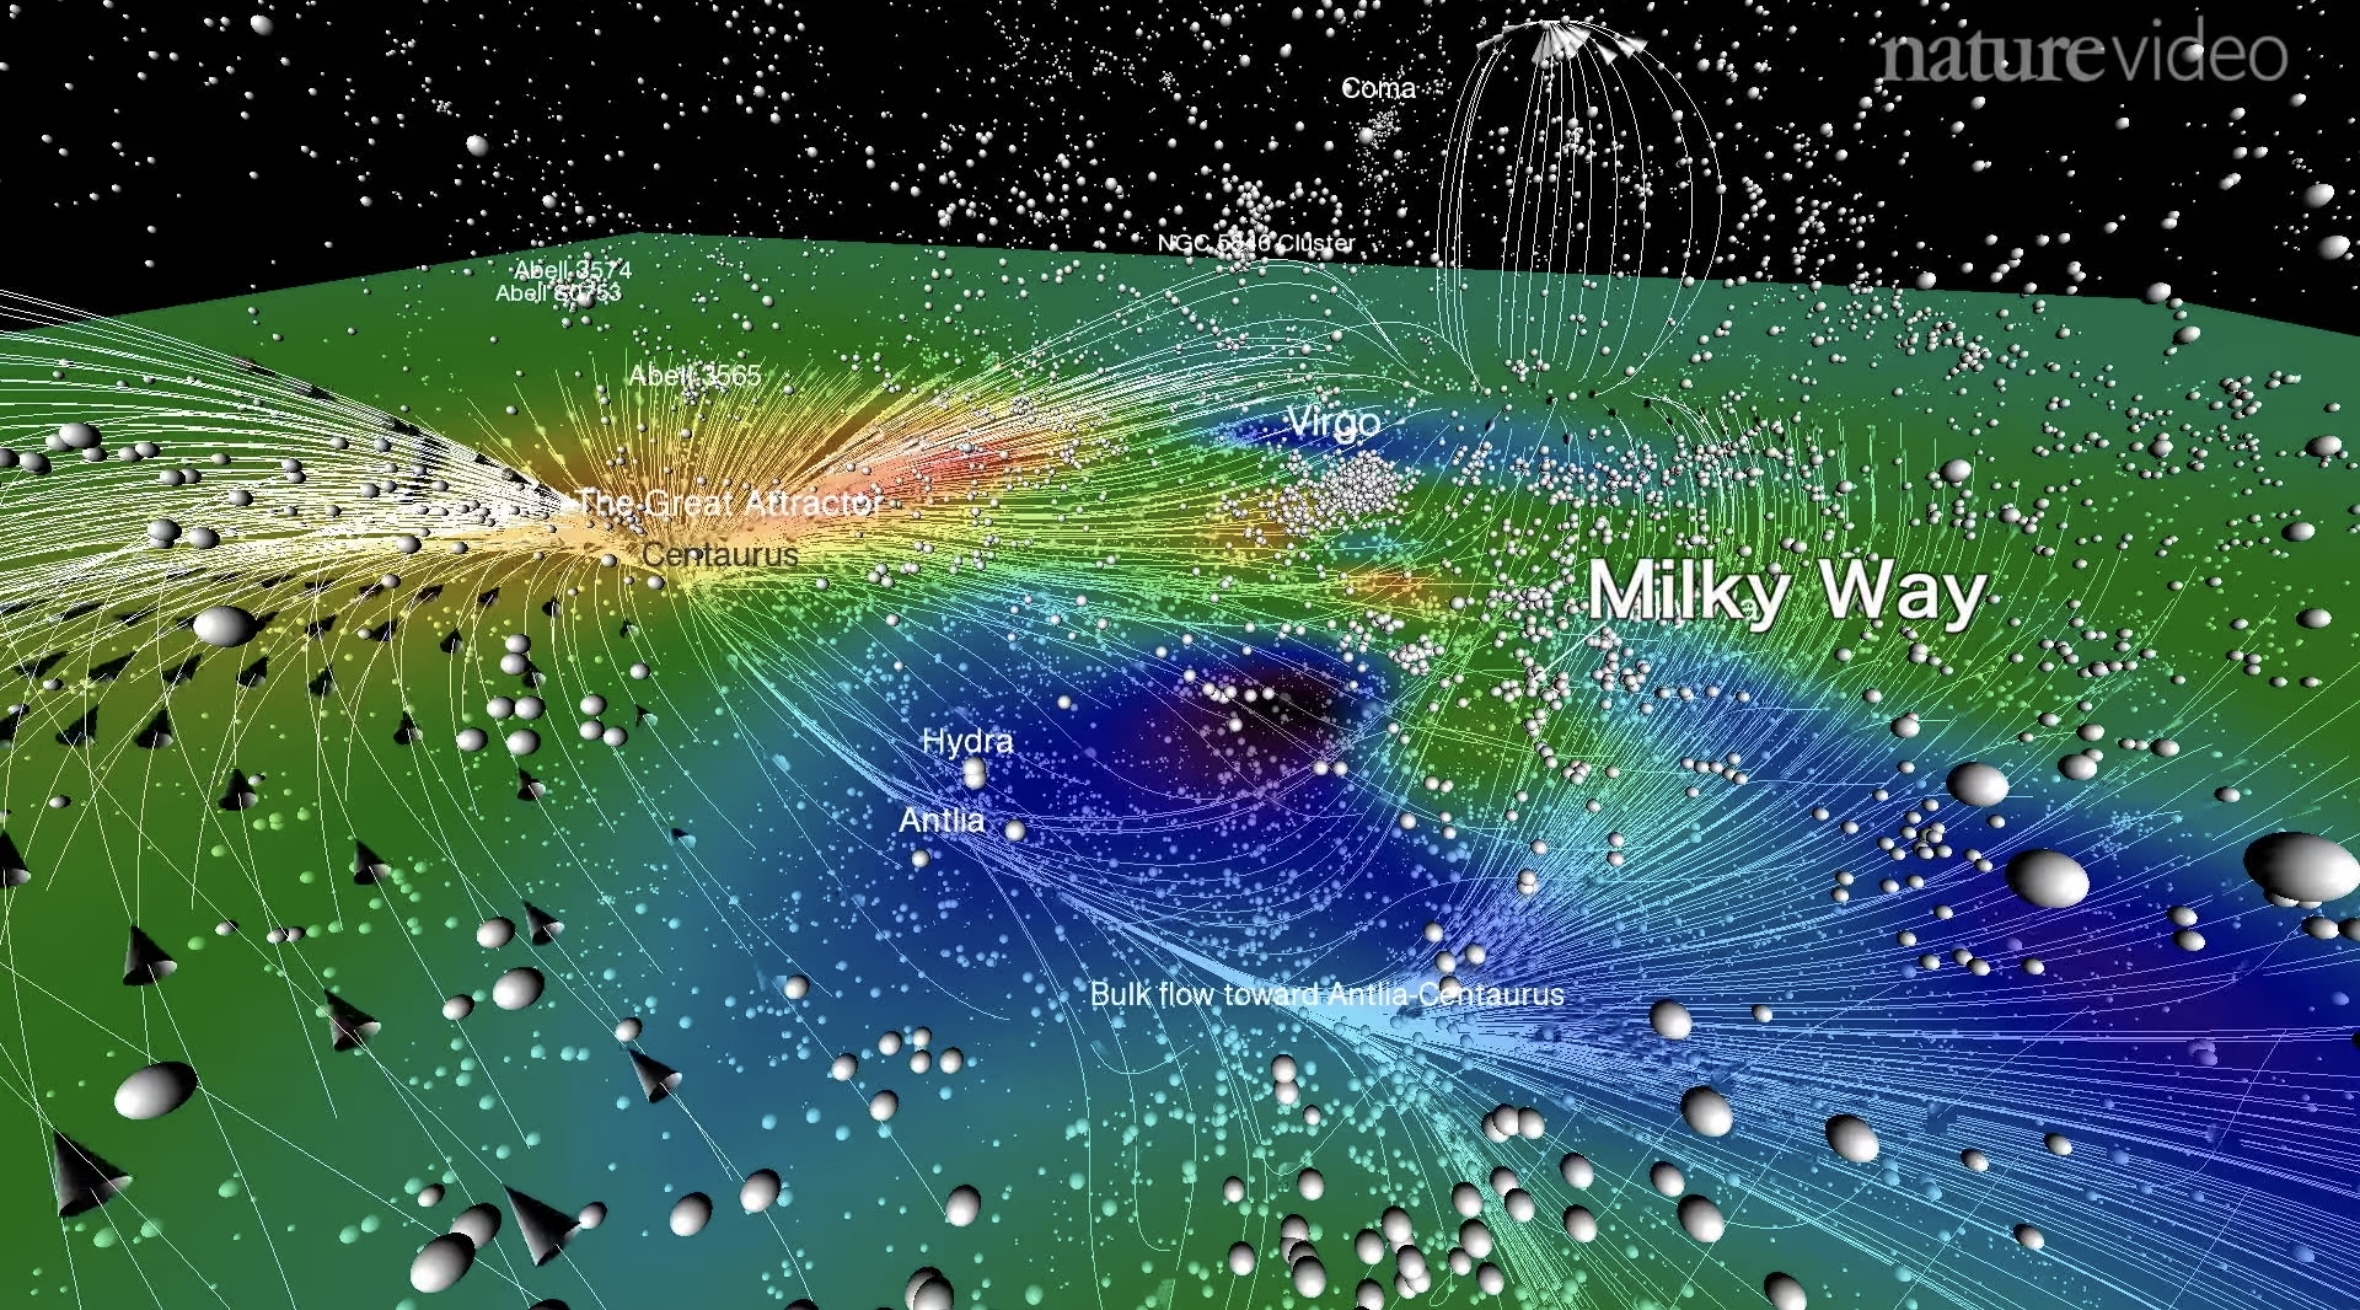 naturevideo
Coma
NGC 5846 Cluster
Abell 3574
Abell S0753
Abell 3565
Virgo
The Great Attractor
Centaurus
Milky Way
Hydra
Antlia
Bulk flow toward Antlia-Centaurus